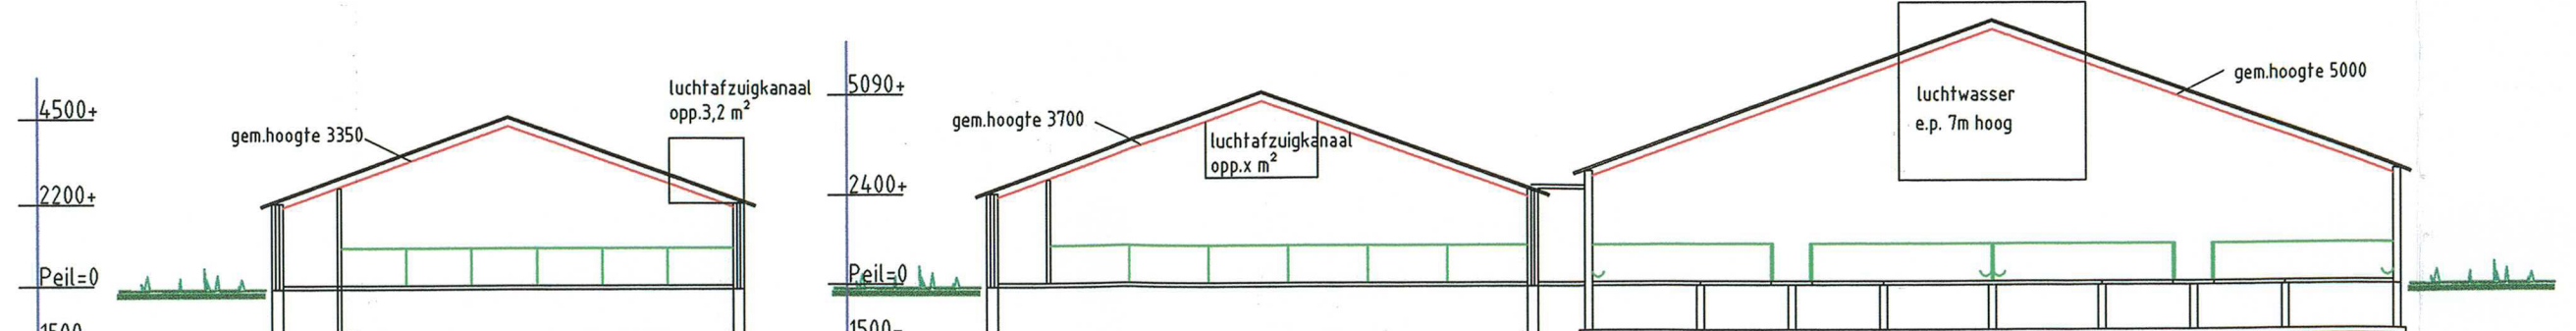 4500+
2200+
Peil=0
1500-
gem.hoogte 3350
luchtafzuigkanaal
opp.3,2 m²
5090+
2400+
Peil=0
1500-
gem.hoogte 3700
luchtafzuigkanaal
opp.x m²
luchtwasser
e.p. 7m hoog
gem.hoogte 5000